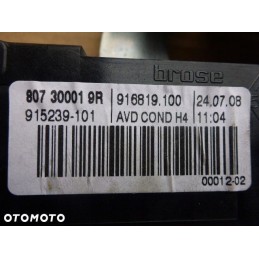 brose
807 30001 9R 916819.100 24.07.08
915239-101 AVD COND H4 11:04
00012-02
OTOMOTO